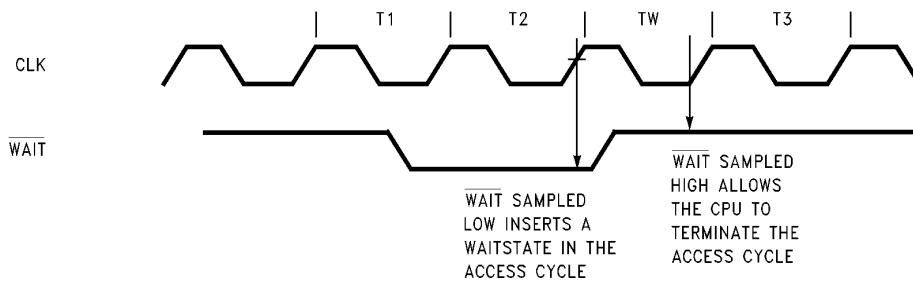 T1 T2 TW T3
CLK
WAIT
WAIT SAMPLED
LOW INSERTS A
WAITSTATE IN THE
ACCESS CYCLE
WAIT SAMPLED
HIGH ALLOWS
THE CPU TO
TERMINATE THE
ACCESS CYCLE